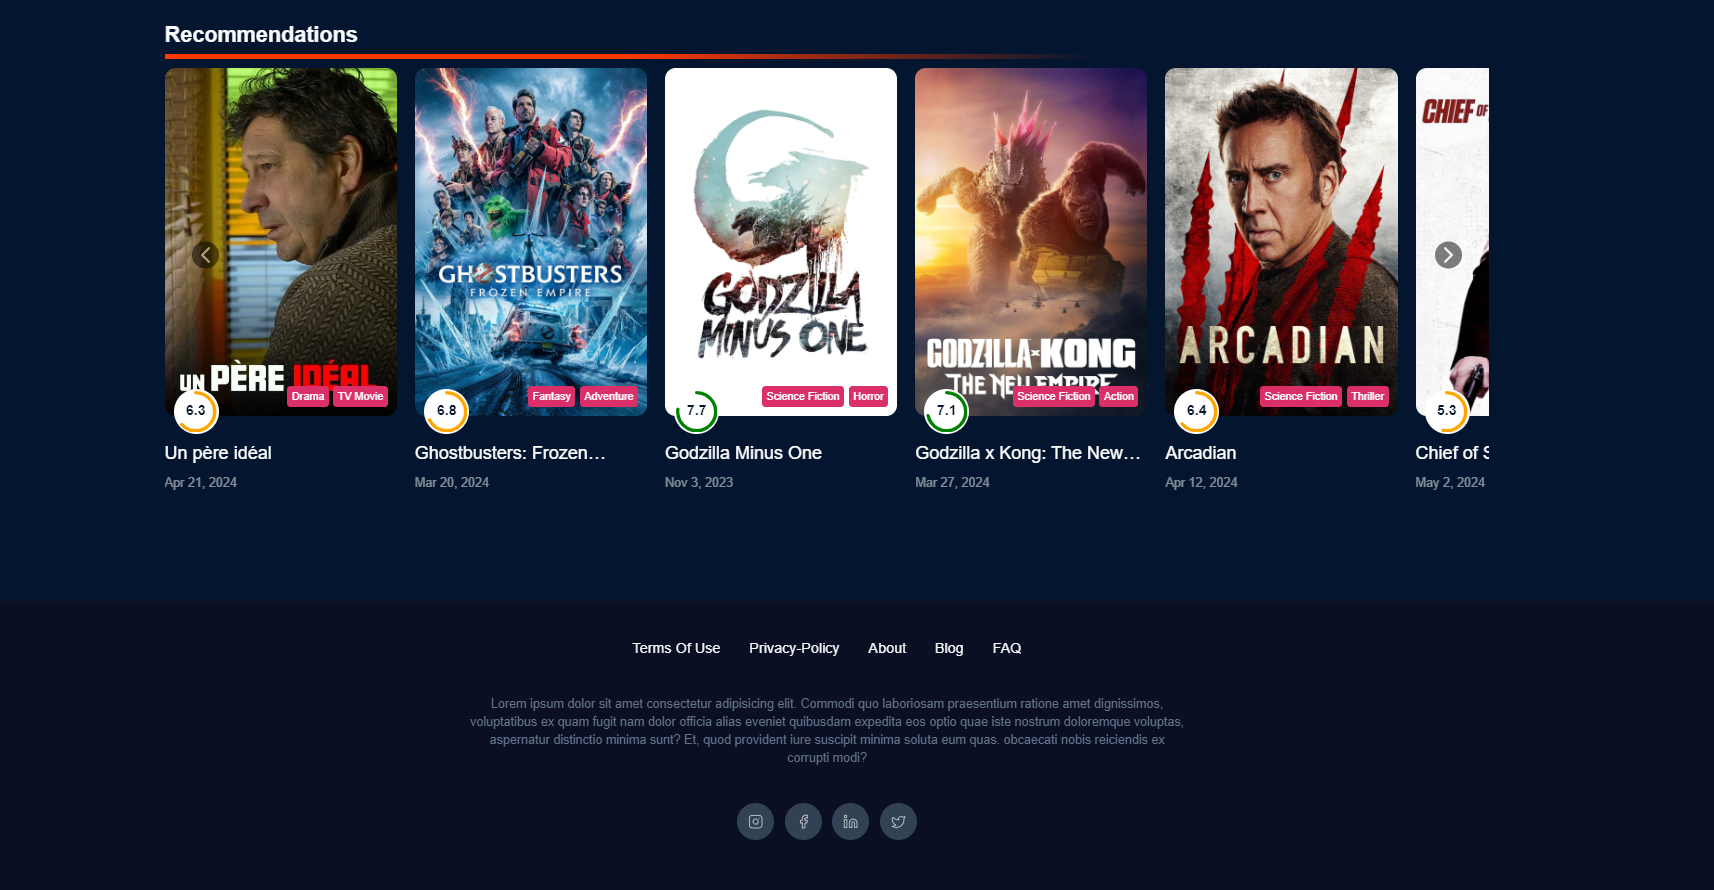 Recommendations
UN PÈRE IDÉAL
Drama TV Movie
6.3
Un père idéal
Apr 21, 2024
GHOSTBUSTERS
FROZEN EMPIRE
Fantasy Adventure
6.8
Ghostbusters: Frozen…
Mar 20, 2024
GODZILLA
MINUS ONE
Science Fiction Horror
7.7
Godzilla Minus One
Nov 3, 2023
GODZILLA x KONG
THE NEW EMPIRE
Science Fiction Action
7.1
Godzilla x Kong: The New…
Mar 27, 2024
ARCADIAN
Science Fiction Thriller
6.4
Arcadian
Apr 12, 2024
CHIEF OF
5.3
Chief of S
May 2, 2024
Terms Of Use Privacy-Policy About Blog FAQ
Lorem ipsum dolor sit amet consectetur adipisicing elit. Commodi quo laboriosam praesentium ratione amet dignissimos,
voluptatibus ex quam fugit nam dolor officia alias eveniet quibusdam expedita eos optio quae iste nostrum doloremque voluptas,
aspernatur distinctio minima sunt? Et, quod provident iure suscipit minima soluta eum quas. obcaecati nobis reiciendis ex
corrupti modi?